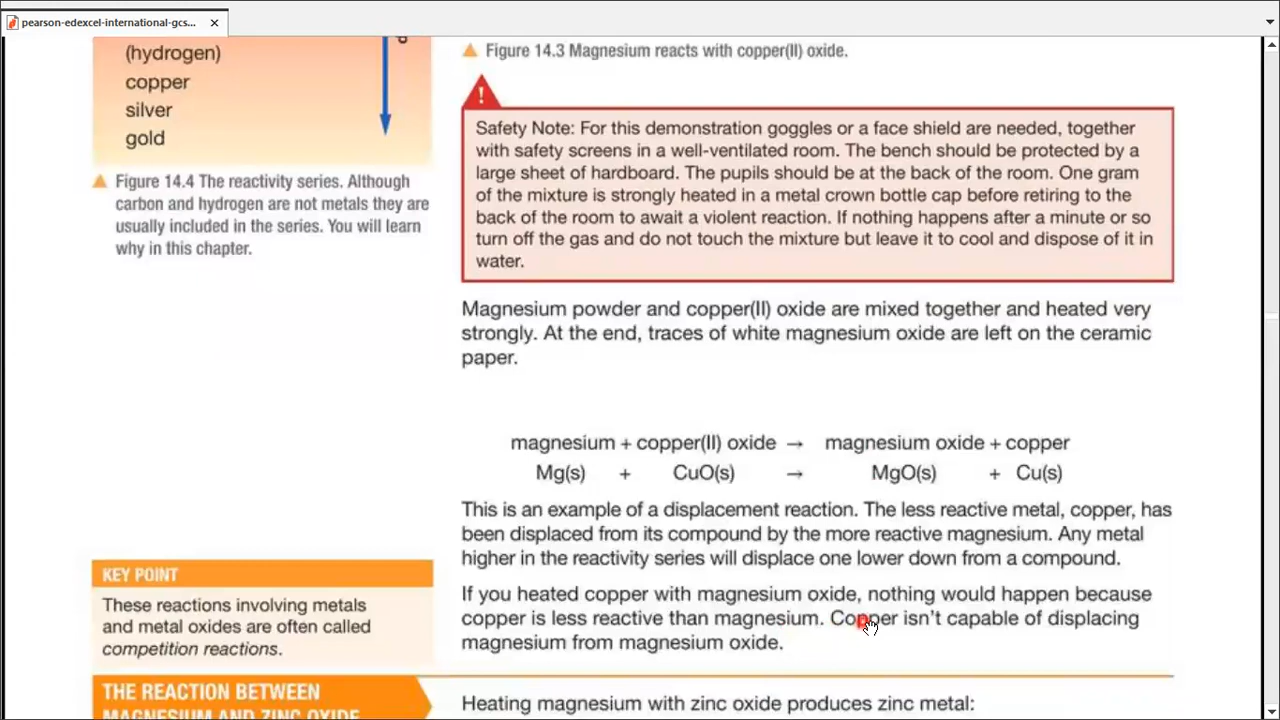 pearson-edexcel-international-gcs...
(hydrogen)
copper
silver
gold
Figure 14.4 The reactivity series. Although
carbon and hydrogen are not metals they are
usually included in the series. You will learn
why in this chapter.
Figure 14.3 Magnesium reacts with copper(II) oxide.
!
Safety Note: For this demonstration goggles or a face shield are needed, together
with safety screens in a well-ventilated room. The bench should be protected by a
large sheet of hardboard. The pupils should be at the back of the room. One gram
of the mixture is strongly heated in a metal crown bottle cap before retiring to the
back of the room to await a violent reaction. If nothing happens after a minute or so
turn off the gas and do not touch the mixture but leave it to cool and dispose of it in
water.
Magnesium powder and copper(II) oxide are mixed together and heated very
strongly. At the end, traces of white magnesium oxide are left on the ceramic
paper.
magnesium + copper(II) oxide → magnesium oxide + copper
Mg(s) + CuO(s) → MgO(s) + Cu(s)
This is an example of a displacement reaction. The less reactive metal, copper, has
been displaced from its compound by the more reactive magnesium. Any metal
higher in the reactivity series will displace one lower down from a compound.
If you heated copper with magnesium oxide, nothing would happen because
copper is less reactive than magnesium. Copper isn't capable of displacing
magnesium from magnesium oxide.
KEY POINT
These reactions involving metals
and metal oxides are often called
competition reactions.
THE REACTION BETWEEN
MAGNESIUM AND ZINC OXIDE
Heating magnesium with zinc oxide produces zinc metal: